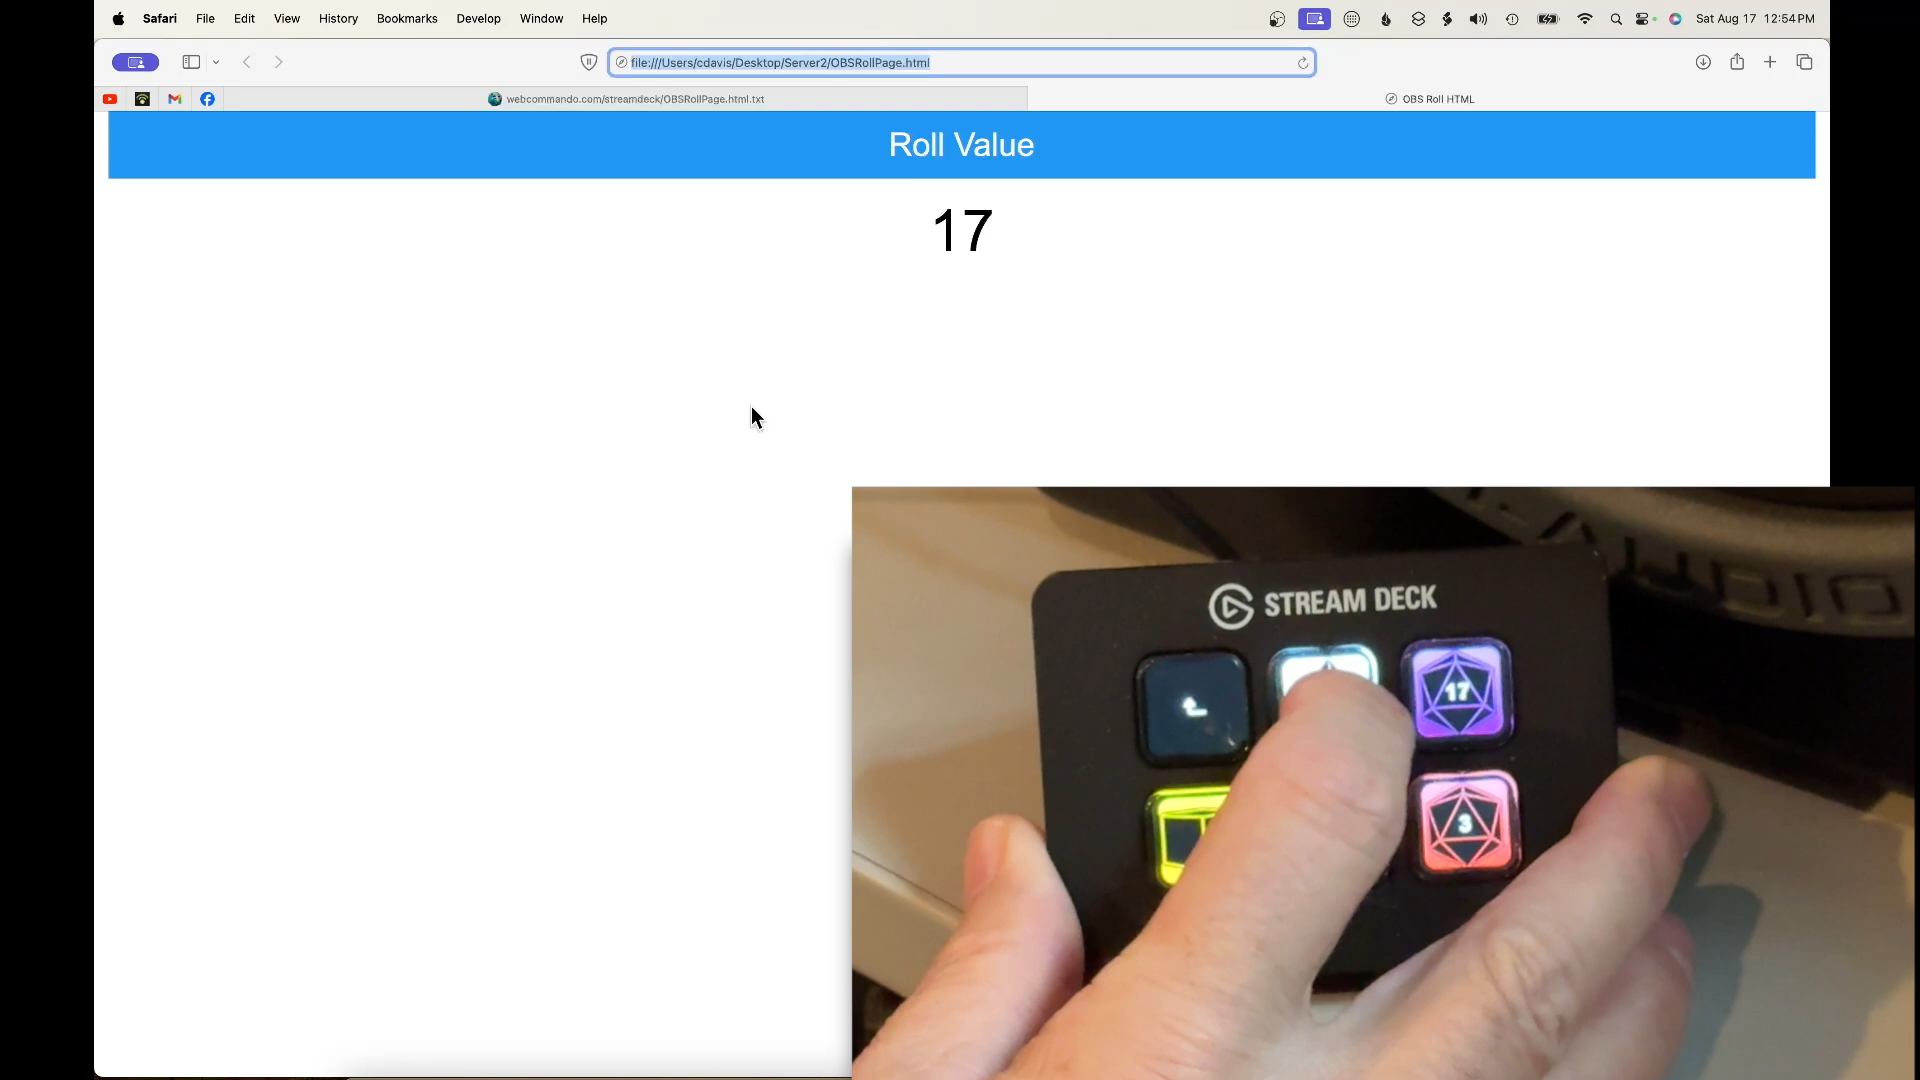 Safari File Edit View History Bookmarks Develop Window Help Sat Aug 17 12:54 PM
file:///Users/cdavis/Desktop/Server2/OBSRollPage.html
webcommando.com/streamdeck/OBSRollPage.html.txt OBS Roll HTML
Roll Value
17
STREAM DECK
17
3